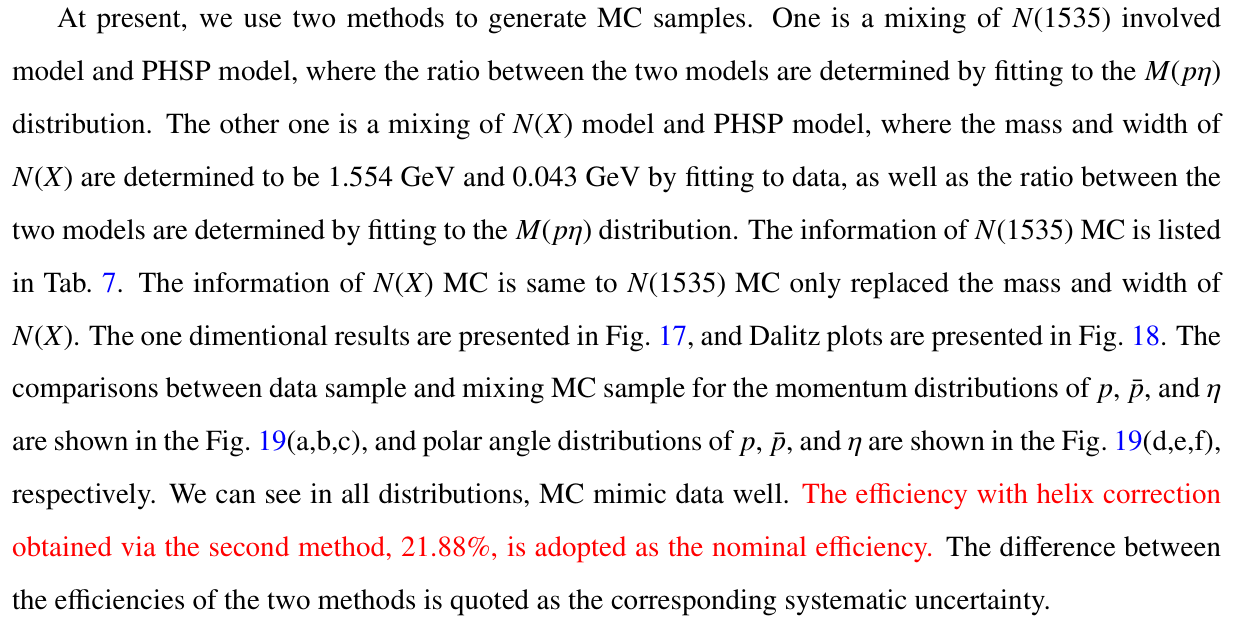 At present, we use two methods to generate MC samples. One is a mixing of N(1535) involved
model and PHSP model, where the ratio between the two models are determined by fitting to the M(pη)
distribution. The other one is a mixing of N(X) model and PHSP model, where the mass and width of
N(X) are determined to be 1.554 GeV and 0.043 GeV by fitting to data, as well as the ratio between the
two models are determined by fitting to the M(pη) distribution. The information of N(1535) MC is listed
in Tab. 7. The information of N(X) MC is same to N(1535) MC only replaced the mass and width of
N(X). The one dimentional results are presented in Fig. 17, and Dalitz plots are presented in Fig. 18. The
comparisons between data sample and mixing MC sample for the momentum distributions of p, p̄, and η
are shown in the Fig. 19(a,b,c), and polar angle distributions of p, p̄, and η are shown in the Fig. 19(d,e,f),
respectively. We can see in all distributions, MC mimic data well. The efficiency with helix correction
obtained via the second method, 21.88%, is adopted as the nominal efficiency. The difference between
the efficiencies of the two methods is quoted as the corresponding systematic uncertainty.